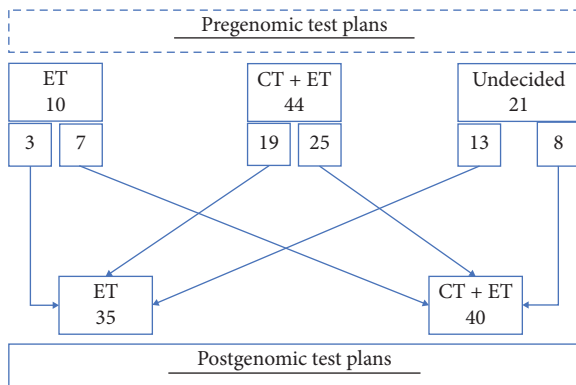 Pregenomic test plans
ET
10
CT + ET
44
Undecided
21
3
7
19
25
13
8
ET
35
CT + ET
40
Postgenomic test plans